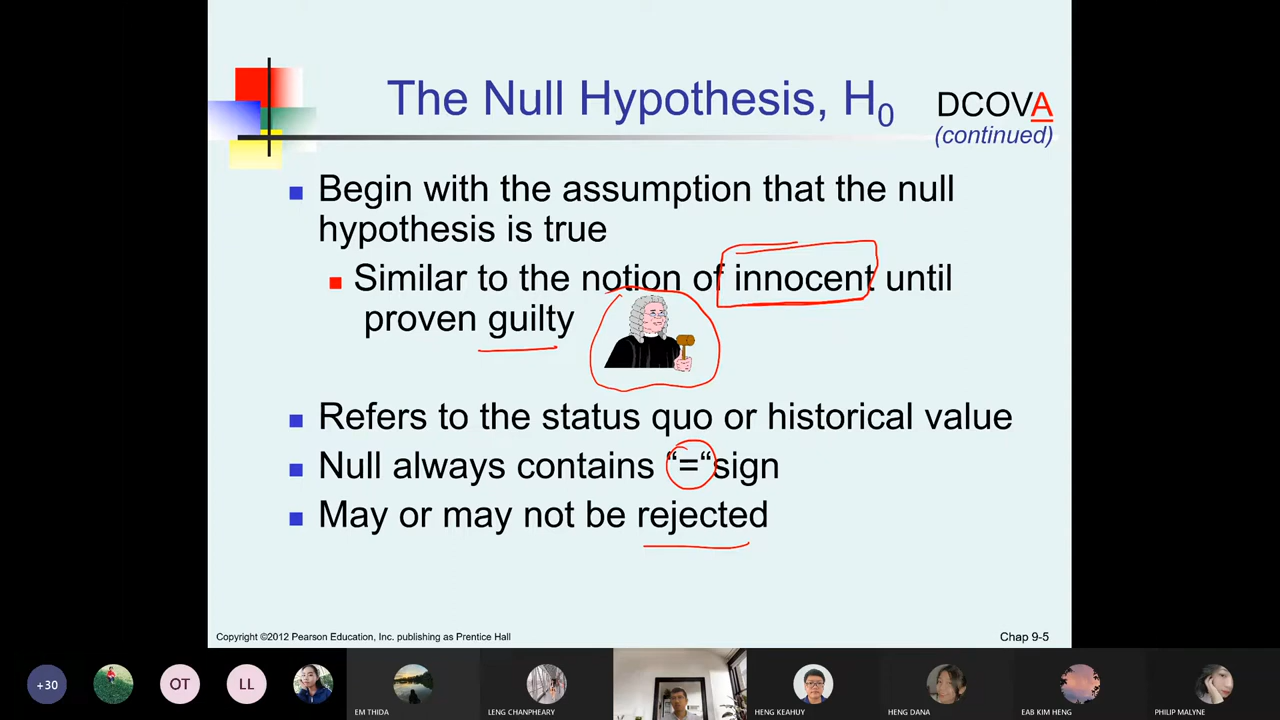 The Null Hypothesis, H0
DCOVA
(continued)
Begin with the assumption that the null
hypothesis is true
Similar to the notion of innocent until
proven guilty
Refers to the status quo or historical value
Null always contains “=“sign
May or may not be rejected
Copyright ©2012 Pearson Education, Inc. publishing as Prentice Hall
Chap 9-5
+30
OT
LL
EM THIDA
LENG CHANPHEARY
HENG KEAHUY
HENG DANA
EAB KIM HENG
PHILIP MALYNE